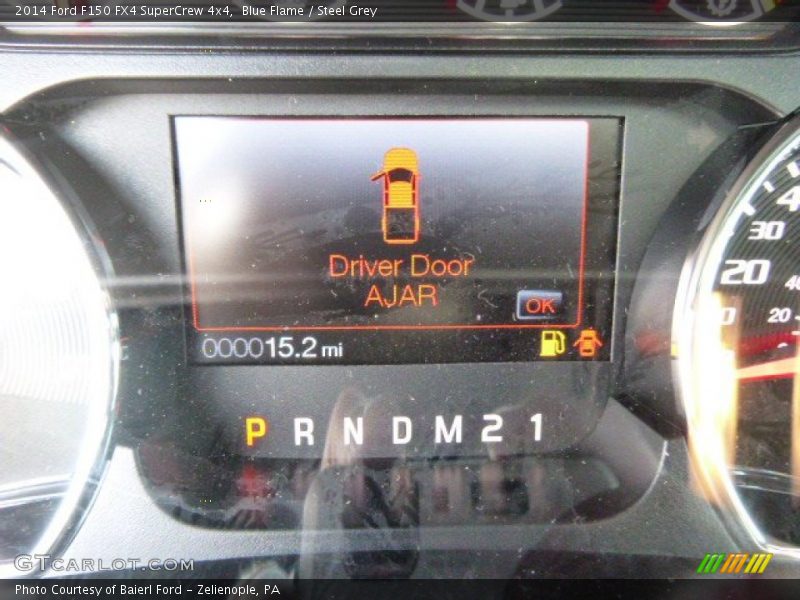 2014 Ford F150 FX4 SuperCrew 4x4, Blue Flame / Steel Grey
Driver Door
AJAR
OK
000015.2 mi
P R N D M 2 1
30
20
20
GTCARLOT.COM
Photo Courtesy of Baierl Ford - Zelienople, PA